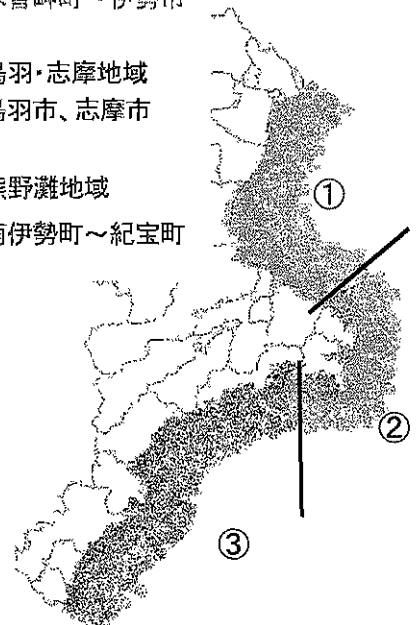 曽岬町～伊勢市
鳥羽・志摩地域
鳥羽市、志摩市
熊野灘地域
南伊勢町～紀宝町
①
②
③